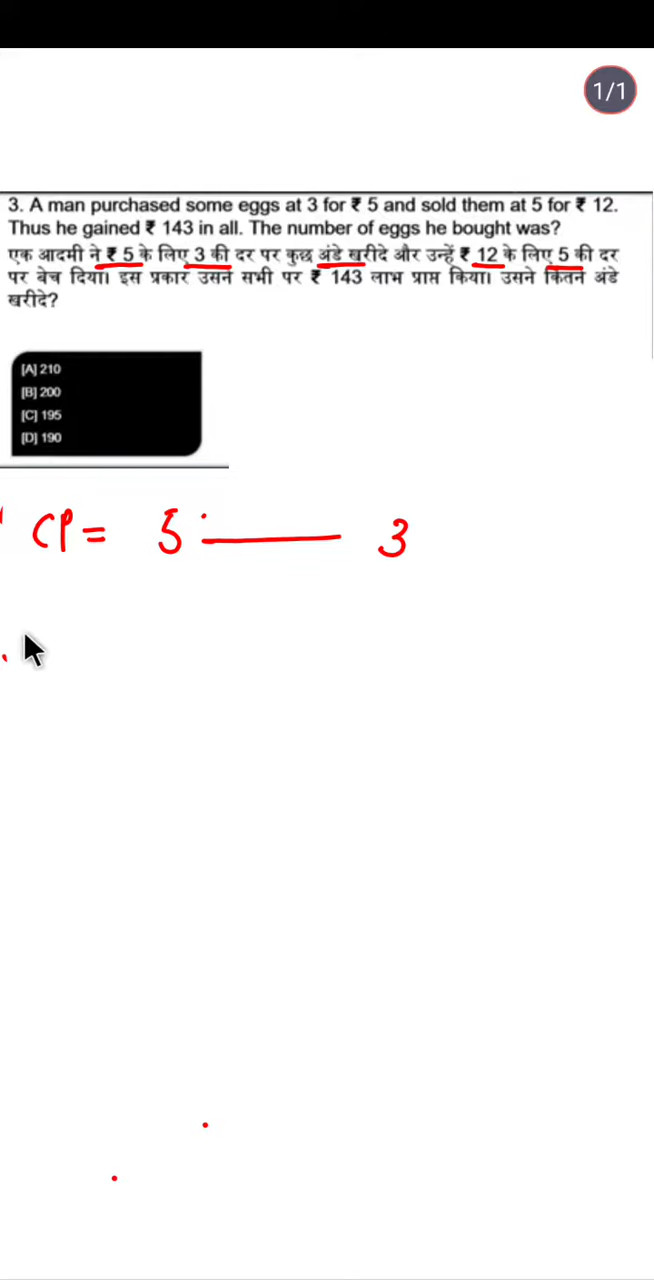 1/1
3. A man purchased some eggs at 3 for ₹ 5 and sold them at 5 for ₹ 12.
Thus he gained ₹ 143 in all. The number of eggs he bought was?
एक आदमी ने ₹ 5 के लिए 3 की दर पर कुछ अंडे खरीदे और उन्हें ₹ 12 के लिए 5 की दर
पर बेच दिया। इस प्रकार उसने सभी पर ₹ 143 लाभ प्राप्त किया। उसने कितने अंडे
खरीदे?
[A] 210
[B] 200
[C] 195
[D] 190
CP = 5 — 3